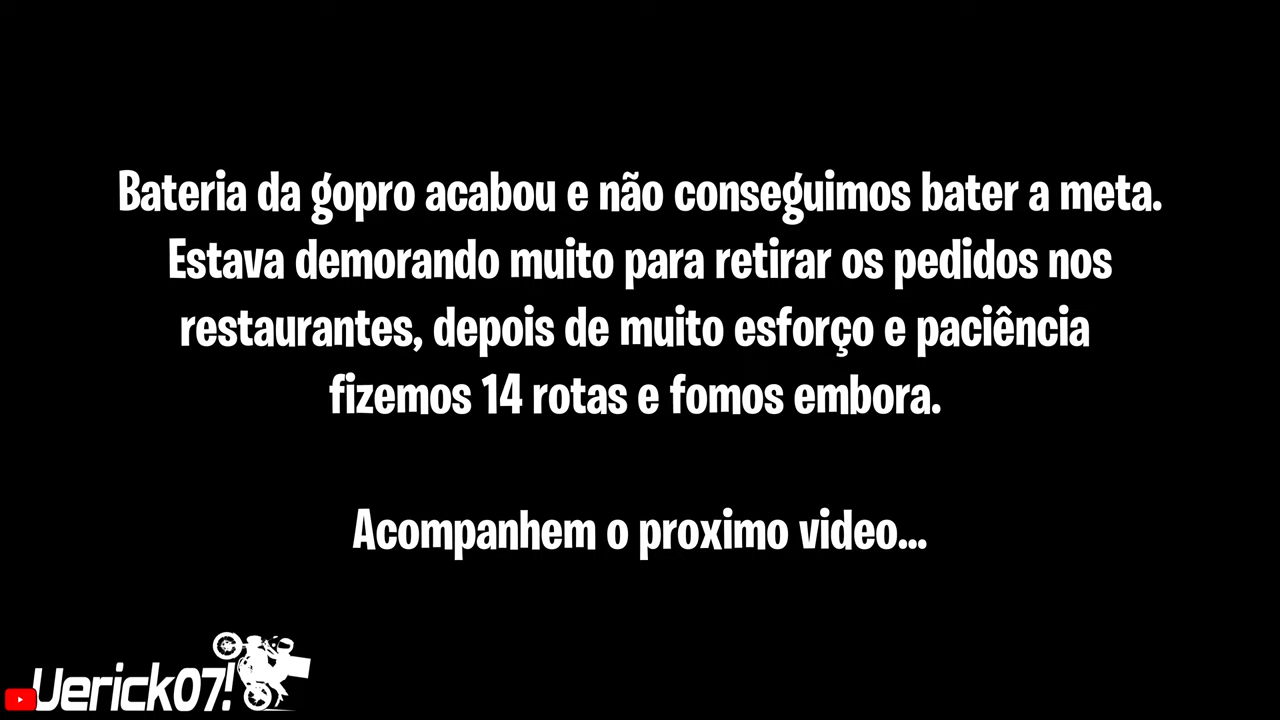 Bateria da gopro acabou e não conseguimos bater a meta.
Estava demorando muito para retirar os pedidos nos
restaurantes, depois de muito esforço e paciência
fizemos 14 rotas e fomos embora.
Acompanhem o proximo video...
Uerick07!